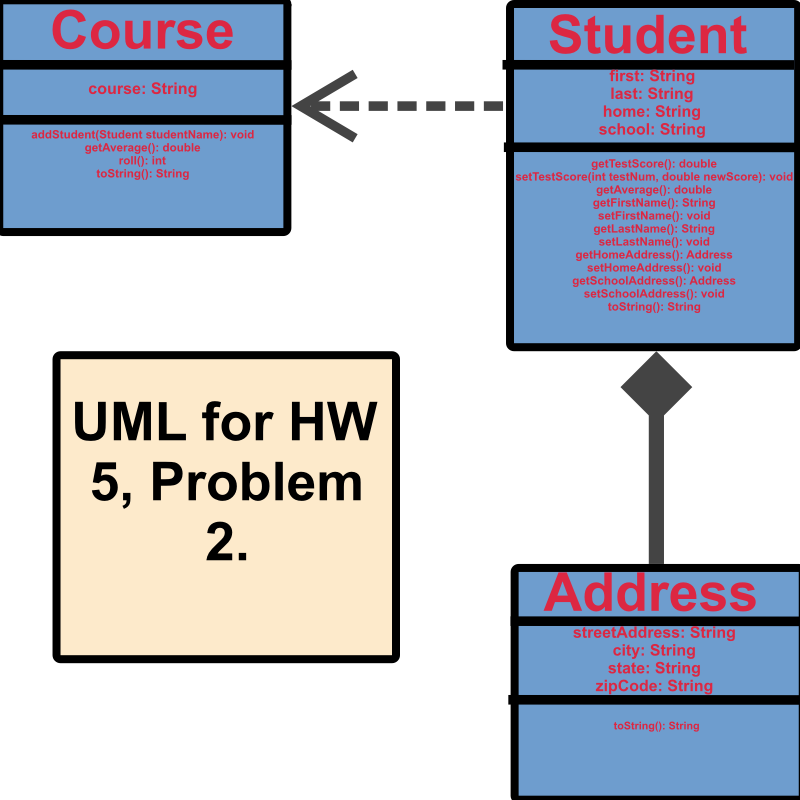 Course
course: String
addStudent(Student studentName): void
getAverage(): double
roll(): int
toString(): String
Student
first: String
last: String
home: String
school: String
getTestScore(): double
setTestScore(int testNum, double newScore): void
getAverage(): double
getFirstName(): String
setFirstName(): void
getLastName(): String
setLastName(): void
getHomeAddress(): Address
setHomeAddress(): void
getSchoolAddress(): Address
setSchoolAddress(): void
toString(): String
UML for HW
5, Problem
2.
Address
streetAddress: String
city: String
state: String
zipCode: String
toString(): String